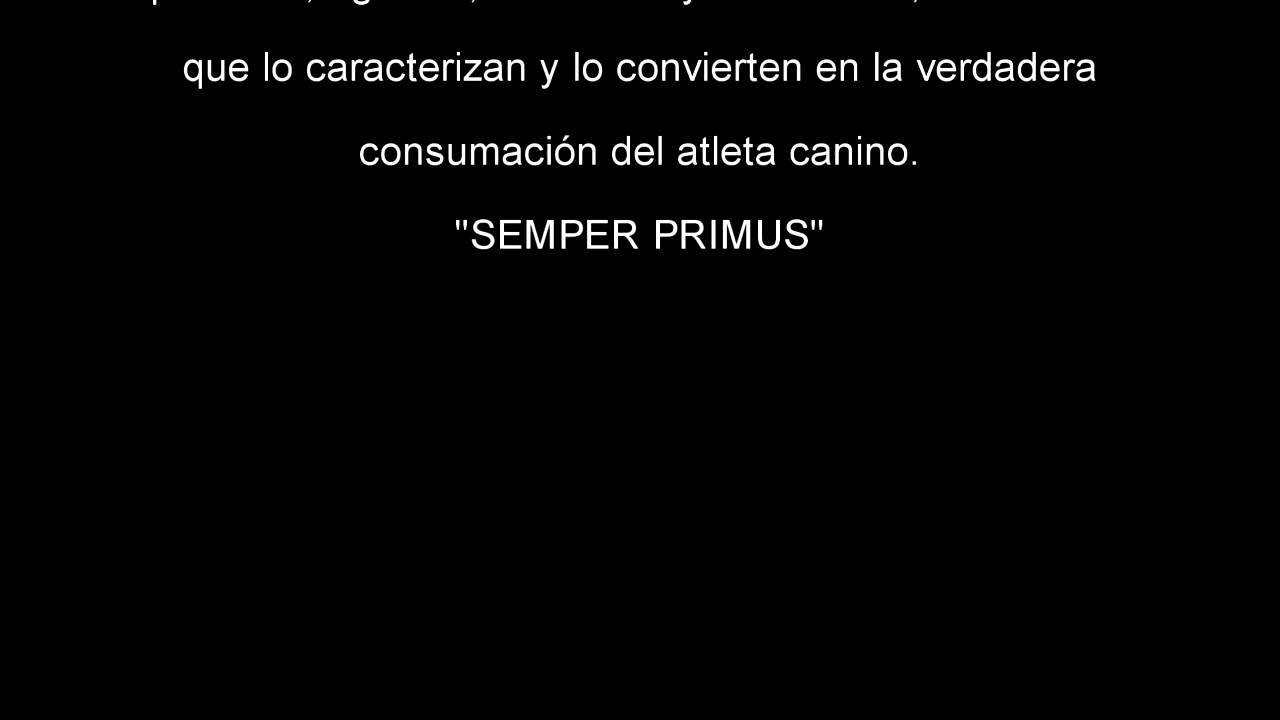 que lo caracterizan y lo convierten en la verdadera
consumación del atleta canino.
"SEMPER PRIMUS"